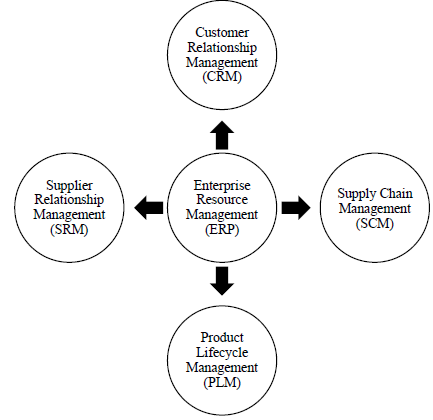 Customer
Relationship
Management
(CRM)
Supplier
Relationship
Management
(SRM)
Enterprise
Resource
Management
(ERP)
Supply Chain
Management
(SCM)
Product
Lifecycle
Management
(PLM)